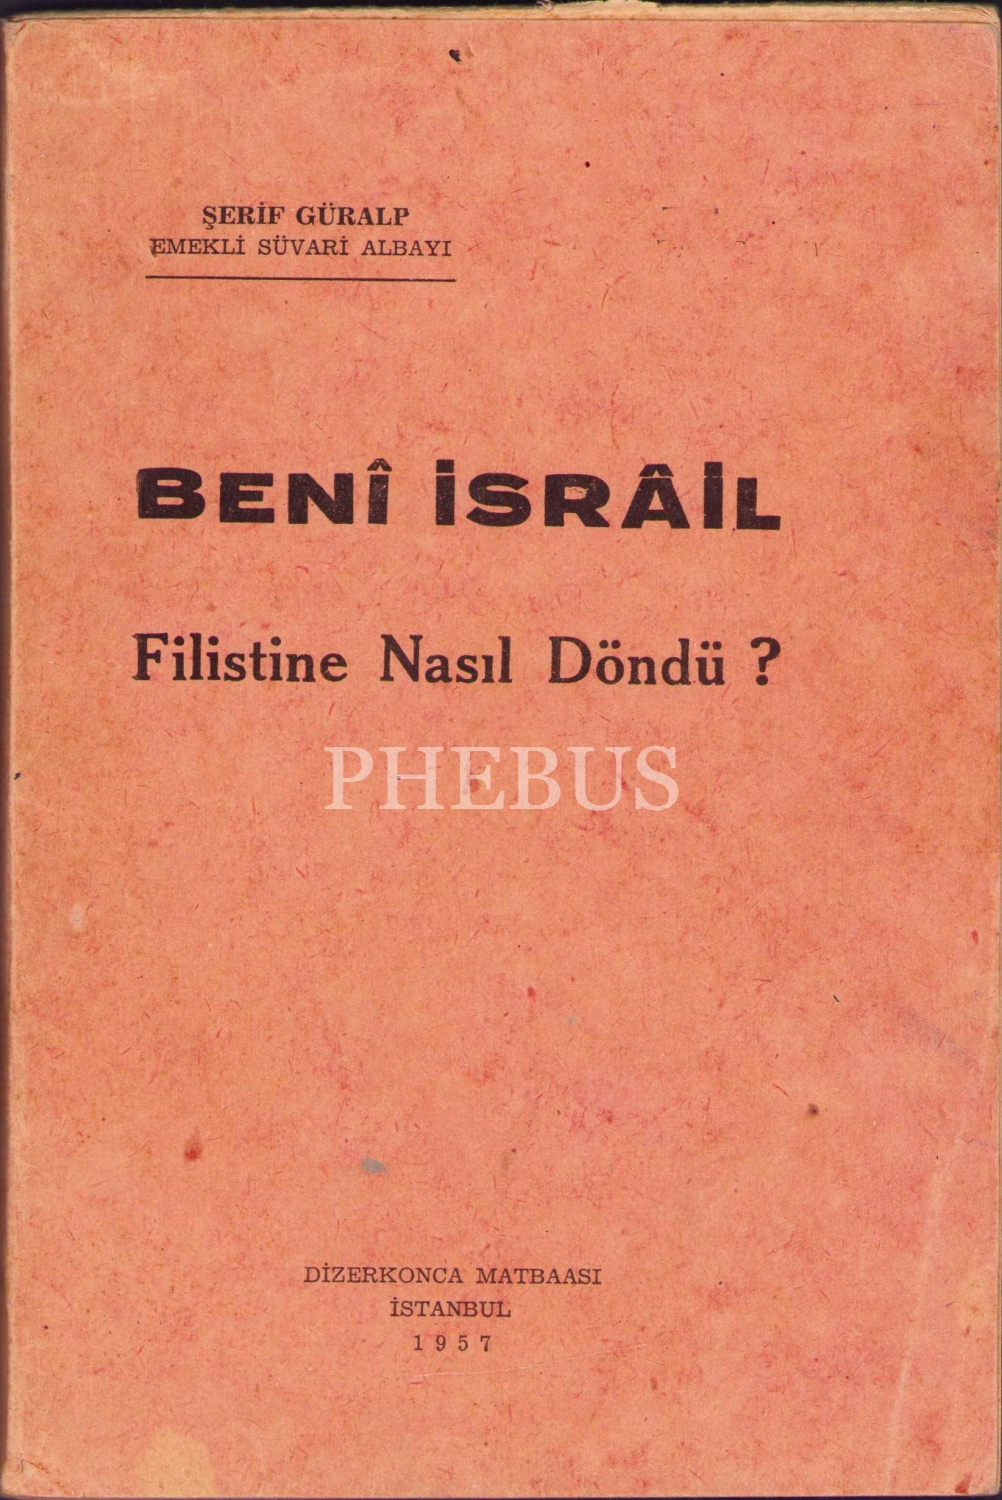 ŞERİF GÜRALP
EMEKLİ SÜVARİ ALBAYI
BENÎ İSRÂİL
Filistine Nasıl Döndü ?
PHEBUS
DİZERKONCA MATBAASI
İSTANBUL
1957